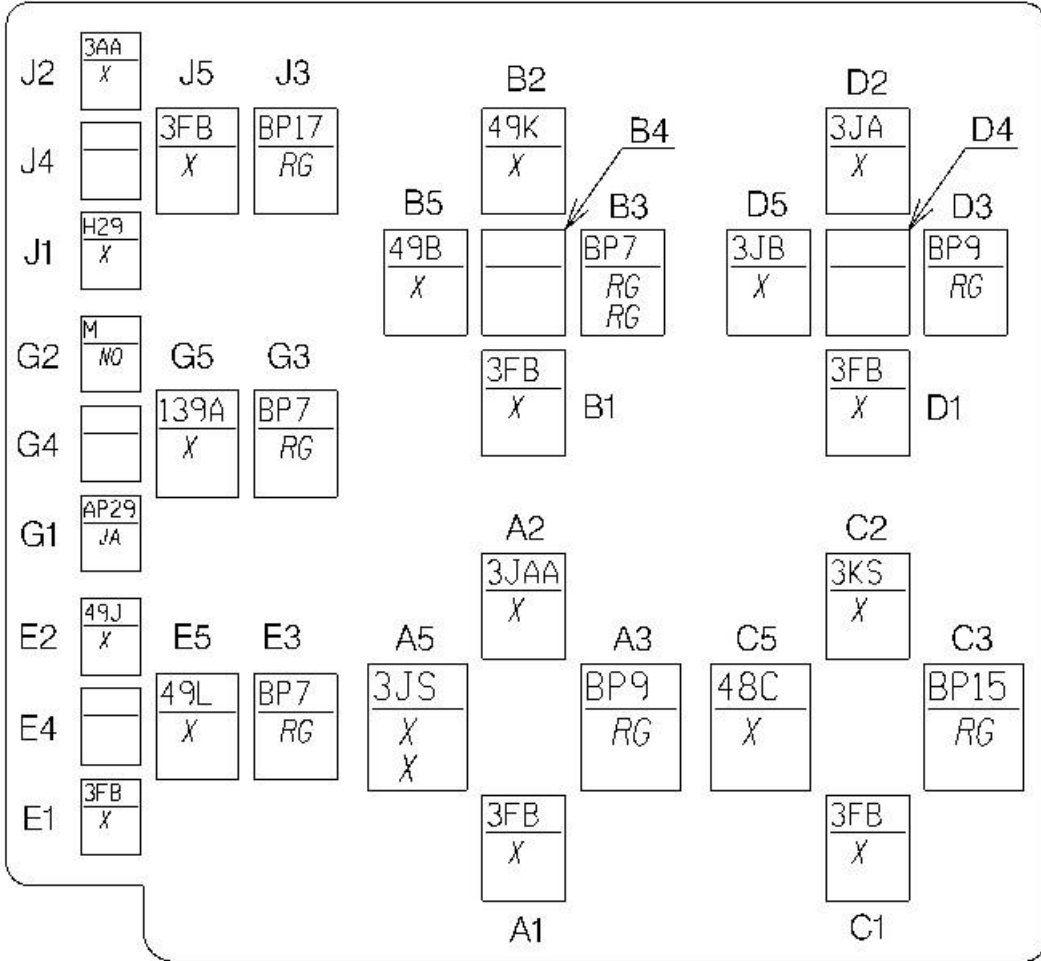 J2
3AA
X
J5
J3
B2
D2
J4
3FB
X
BP17
RG
49K
X
B4
3JA
X
D4
J1
H29
X
B5
B3
D5
D3
49B
X
BP7
RG
RG
3JB
X
BP9
RG
G2
M
NO
G5
G3
3FB
X
B1
3FB
X
D1
G4
139A
X
BP7
RG
G1
AP29
JA
A2
C2
3JAA
X
3KS
X
E2
49J
X
E5
E3
A5
A3
C5
C3
E4
49L
X
BP7
RG
3JS
X
X
BP9
RG
48C
X
BP15
RG
E1
3FB
X
3FB
X
3FB
X
A1
C1